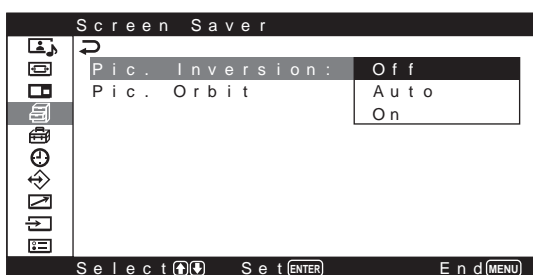 Screen Saver
Pic. Inversion: Off
Pic. Orbit Auto
On
Select Set ENTER End MENU